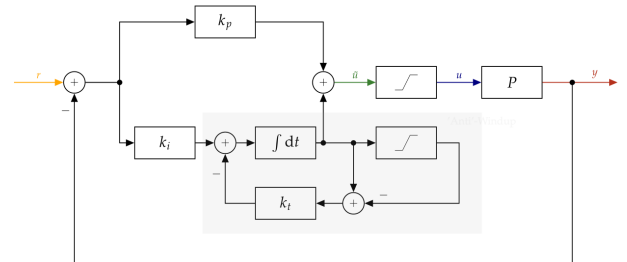 k_p
r
+
−
+
ū
u
P
y
"Anti"-windup
k_i
+
∫ dt
−
−
k_t
+